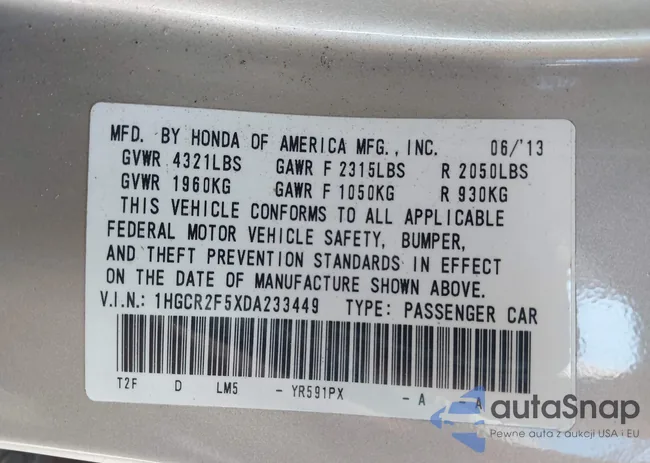 MFD. BY HONDA OF AMERICA MFG., INC. 06/'13
GVWR 4321LBS GAWR F 2315LBS R 2050LBS
GVWR 1960KG GAWR F 1050KG R 930KG
THIS VEHICLE CONFORMS TO ALL APPLICABLE
FEDERAL MOTOR VEHICLE SAFETY, BUMPER,
AND THEFT PREVENTION STANDARDS IN EFFECT
ON THE DATE OF MANUFACTURE SHOWN ABOVE.
V.I.N.: 1HGCR2F5XDA233449 TYPE: PASSENGER CAR
T2F D LM5 - YR591PX - A - A
autaSnap
Pewne auta z aukcji USA i EU